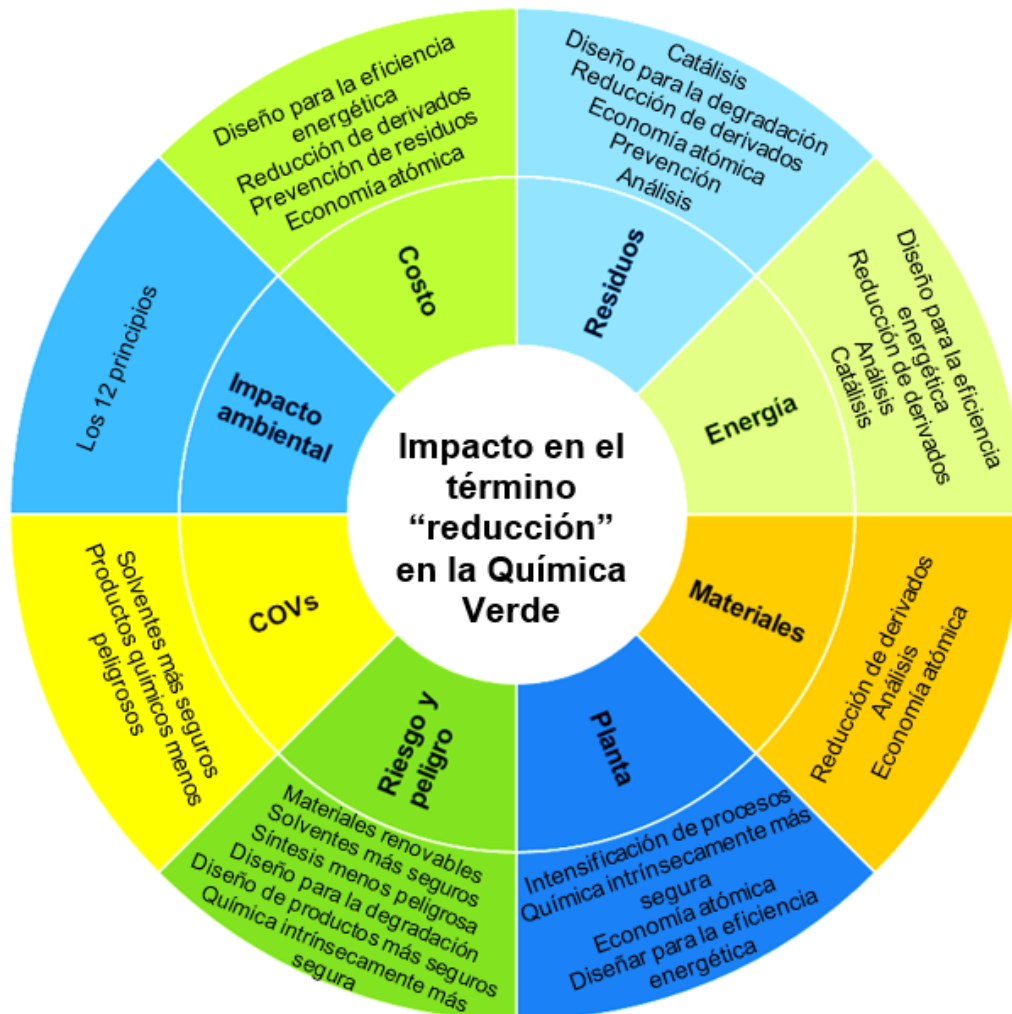 Impacto en el
término
“reducción”
en la Química
Verde
Residuos
Catálisis
Diseño para la degradación
Reducción de derivados
Economía atómica
Prevención
Análisis
Energía
Diseño para la eficiencia
energética
Reducción de derivados
Análisis
Catálisis
Materiales
Reducción de derivados
Análisis
Economía atómica
Planta
Intensificación de procesos
Química intrínsecamente más
segura
Economía atómica
Diseñar para la eficiencia
energética
Riesgo y
peligro
Materiales renovables
Solventes más seguros
Síntesis menos peligrosa
Diseño para la degradación
Diseño de productos más seguros
Química intrínsecamente más
segura
COVs
Solventes más seguros
Productos químicos menos
peligrosos
Impacto
ambiental
Los 12 principios
Costo
Diseño para la eficiencia
energética
Reducción de derivados
Prevención de residuos
Economía atómica